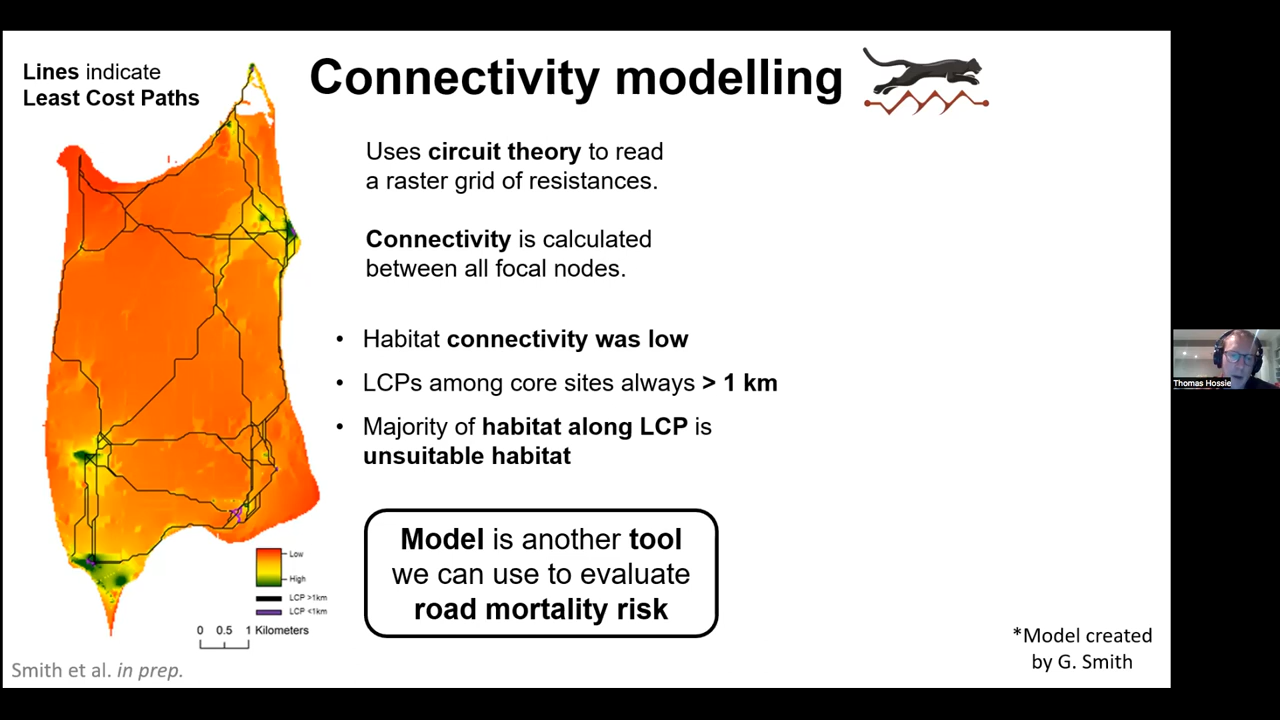 Lines indicate
Least Cost Paths
Connectivity modelling
Uses circuit theory to read
a raster grid of resistances.
Connectivity is calculated
between all focal nodes.
• Habitat connectivity was low
• LCPs among core sites always > 1 km
• Majority of habitat along LCP is
unsuitable habitat
Model is another tool
we can use to evaluate
road mortality risk
Low
High
LCP >1km
LCP <1km
0 0.5 1 Kilometers
Smith et al. in prep.
*Model created
by G. Smith
Thomas Hossie